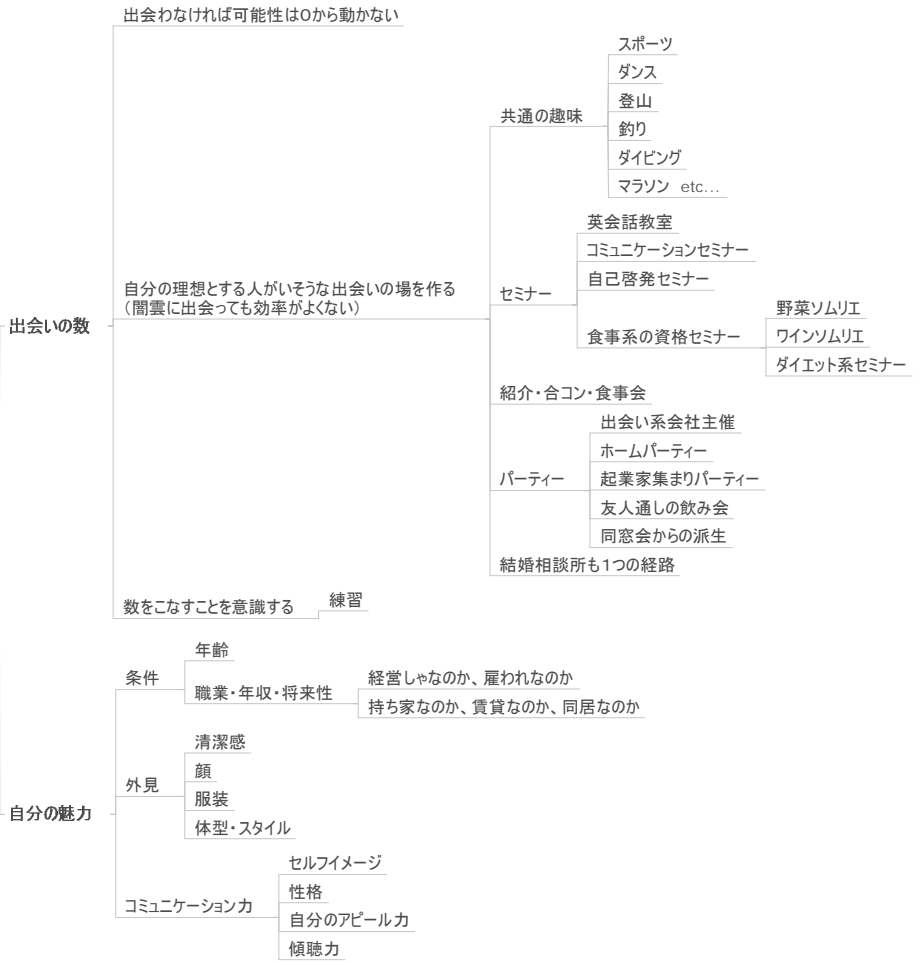 出会いの数
出会わなければ可能性は0から動かない
自分の理想とする人がいそうな出会いの場を作る
（闇雲に出会っても効率がよくない）
共通の趣味
スポーツ
ダンス
登山
釣り
ダイビング
マラソン　etc...
セミナー
英会話教室
コミュニケーションセミナー
自己啓発セミナー
食事系の資格セミナー
野菜ソムリエ
ワインソムリエ
ダイエット系セミナー
紹介・合コン・食事会
パーティー
出会い系会社主催
ホームパーティー
起業家集まりパーティー
友人通しの飲み会
同窓会からの派生
結婚相談所も1つの経路
数をこなすことを意識する
練習
自分の魅力
条件
年齢
職業・年収・将来性
経営しゃなのか、雇われなのか
持ち家なのか、賃貸なのか、同居なのか
外見
清潔感
顔
服装
体型・スタイル
コミュニケーション力
セルフイメージ
性格
自分のアピール力
傾聴力